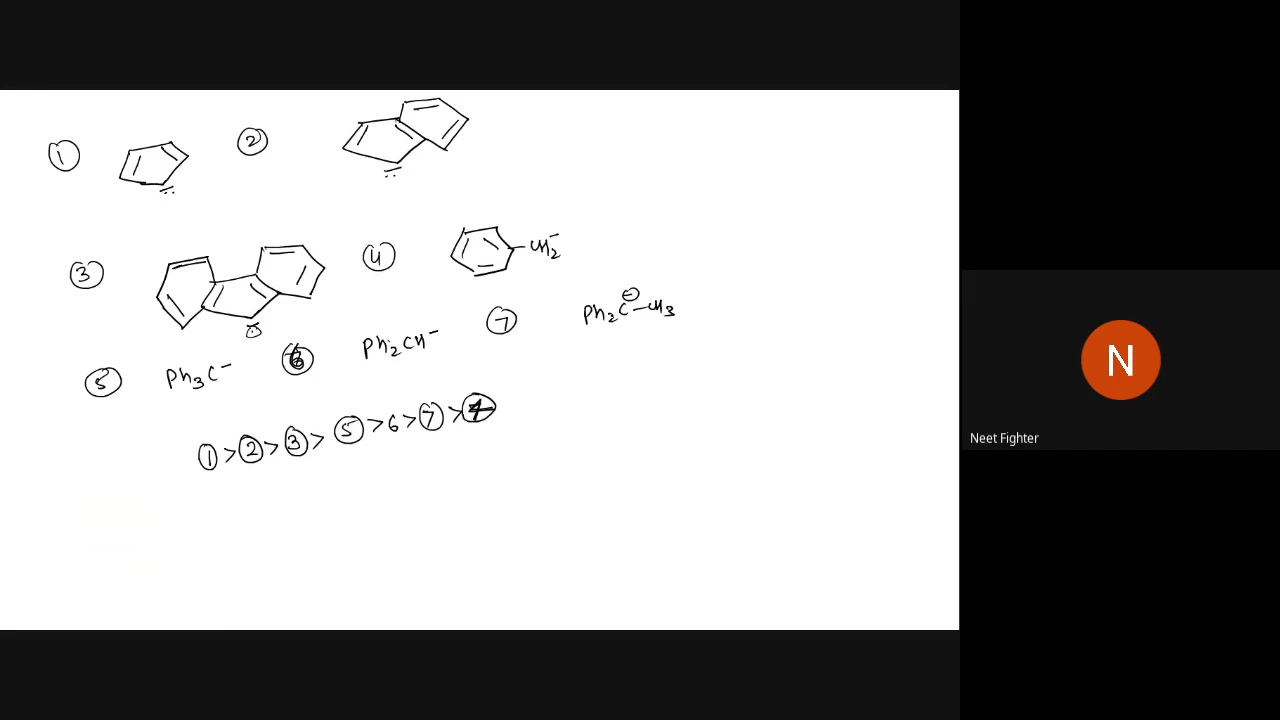 ① ②
③ ④ CH₂⁻
⑤ Ph₃C⁻ ⑥ Ph₂CH⁻ ⑦ Ph₂C⊖–CH₃
① > ② > ③ > ⑤ > 6 > ⑦ > ④
N
Neet Fighter